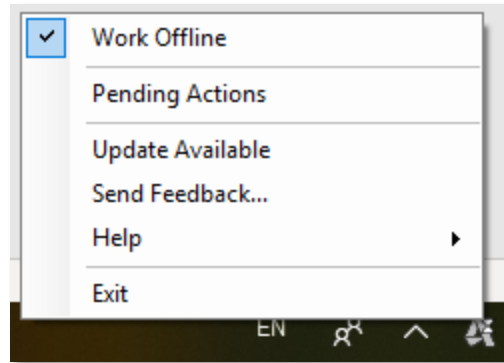 Work Offline
Pending Actions
Update Available
Send Feedback...
Help
Exit
EN